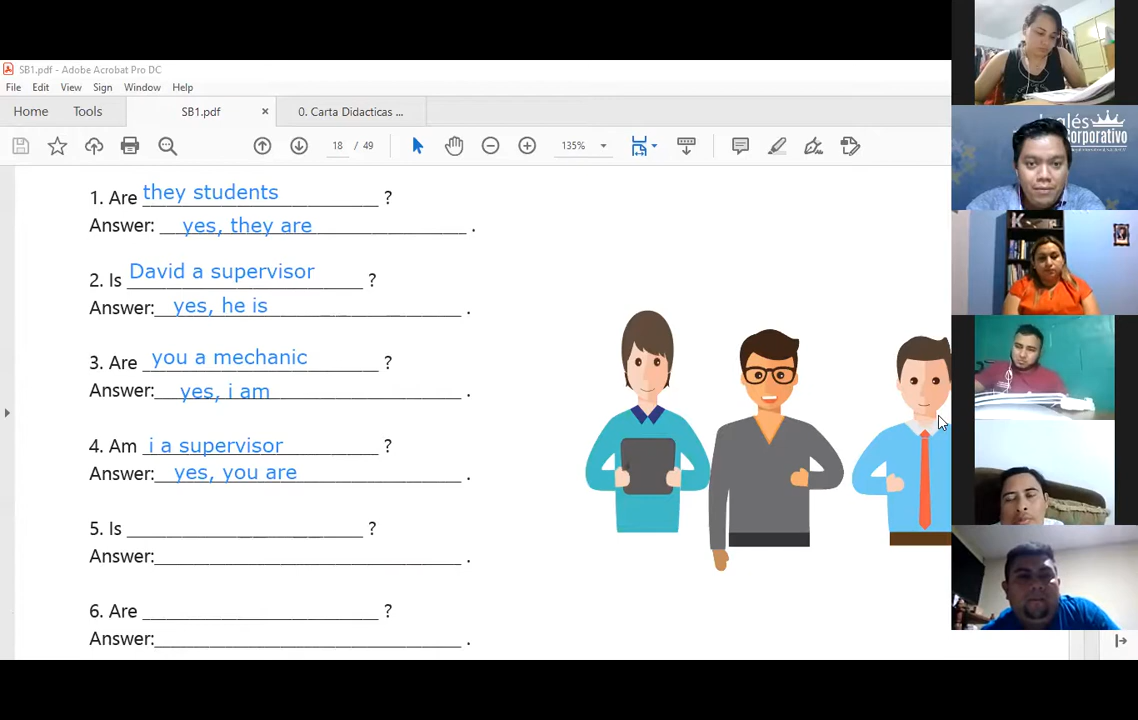 SB1.pdf - Adobe Acrobat Pro DC
File Edit View Sign Window Help
Home Tools SB1.pdf × 0. Carta Didacticas ...
18 / 49 135%
1. Are they students ?
Answer: yes, they are .
2. Is David a supervisor ?
Answer: yes, he is .
3. Are you a mechanic ?
Answer: yes, i am .
4. Am i a supervisor ?
Answer: yes, you are .
5. Is ?
Answer: .
6. Are ?
Answer: .
Inglés
Corporativo
K